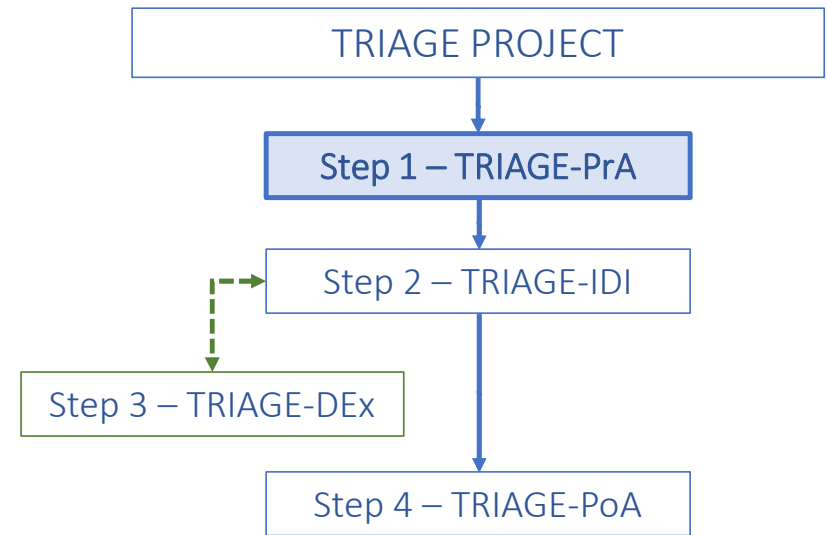 TRIAGE PROJECT
Step 1 – TRIAGE-PrA
Step 2 – TRIAGE-IDI
Step 3 – TRIAGE-DEx
Step 4 – TRIAGE-PoA